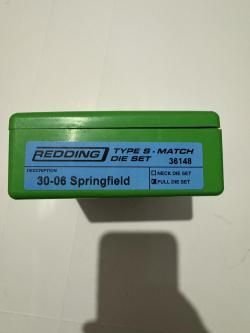 REDDING
TYPE S - MATCH
DIE SET
36148
DESCRIPTION
30-06 Springfield
NECK DIE SET
FULL DIE SET